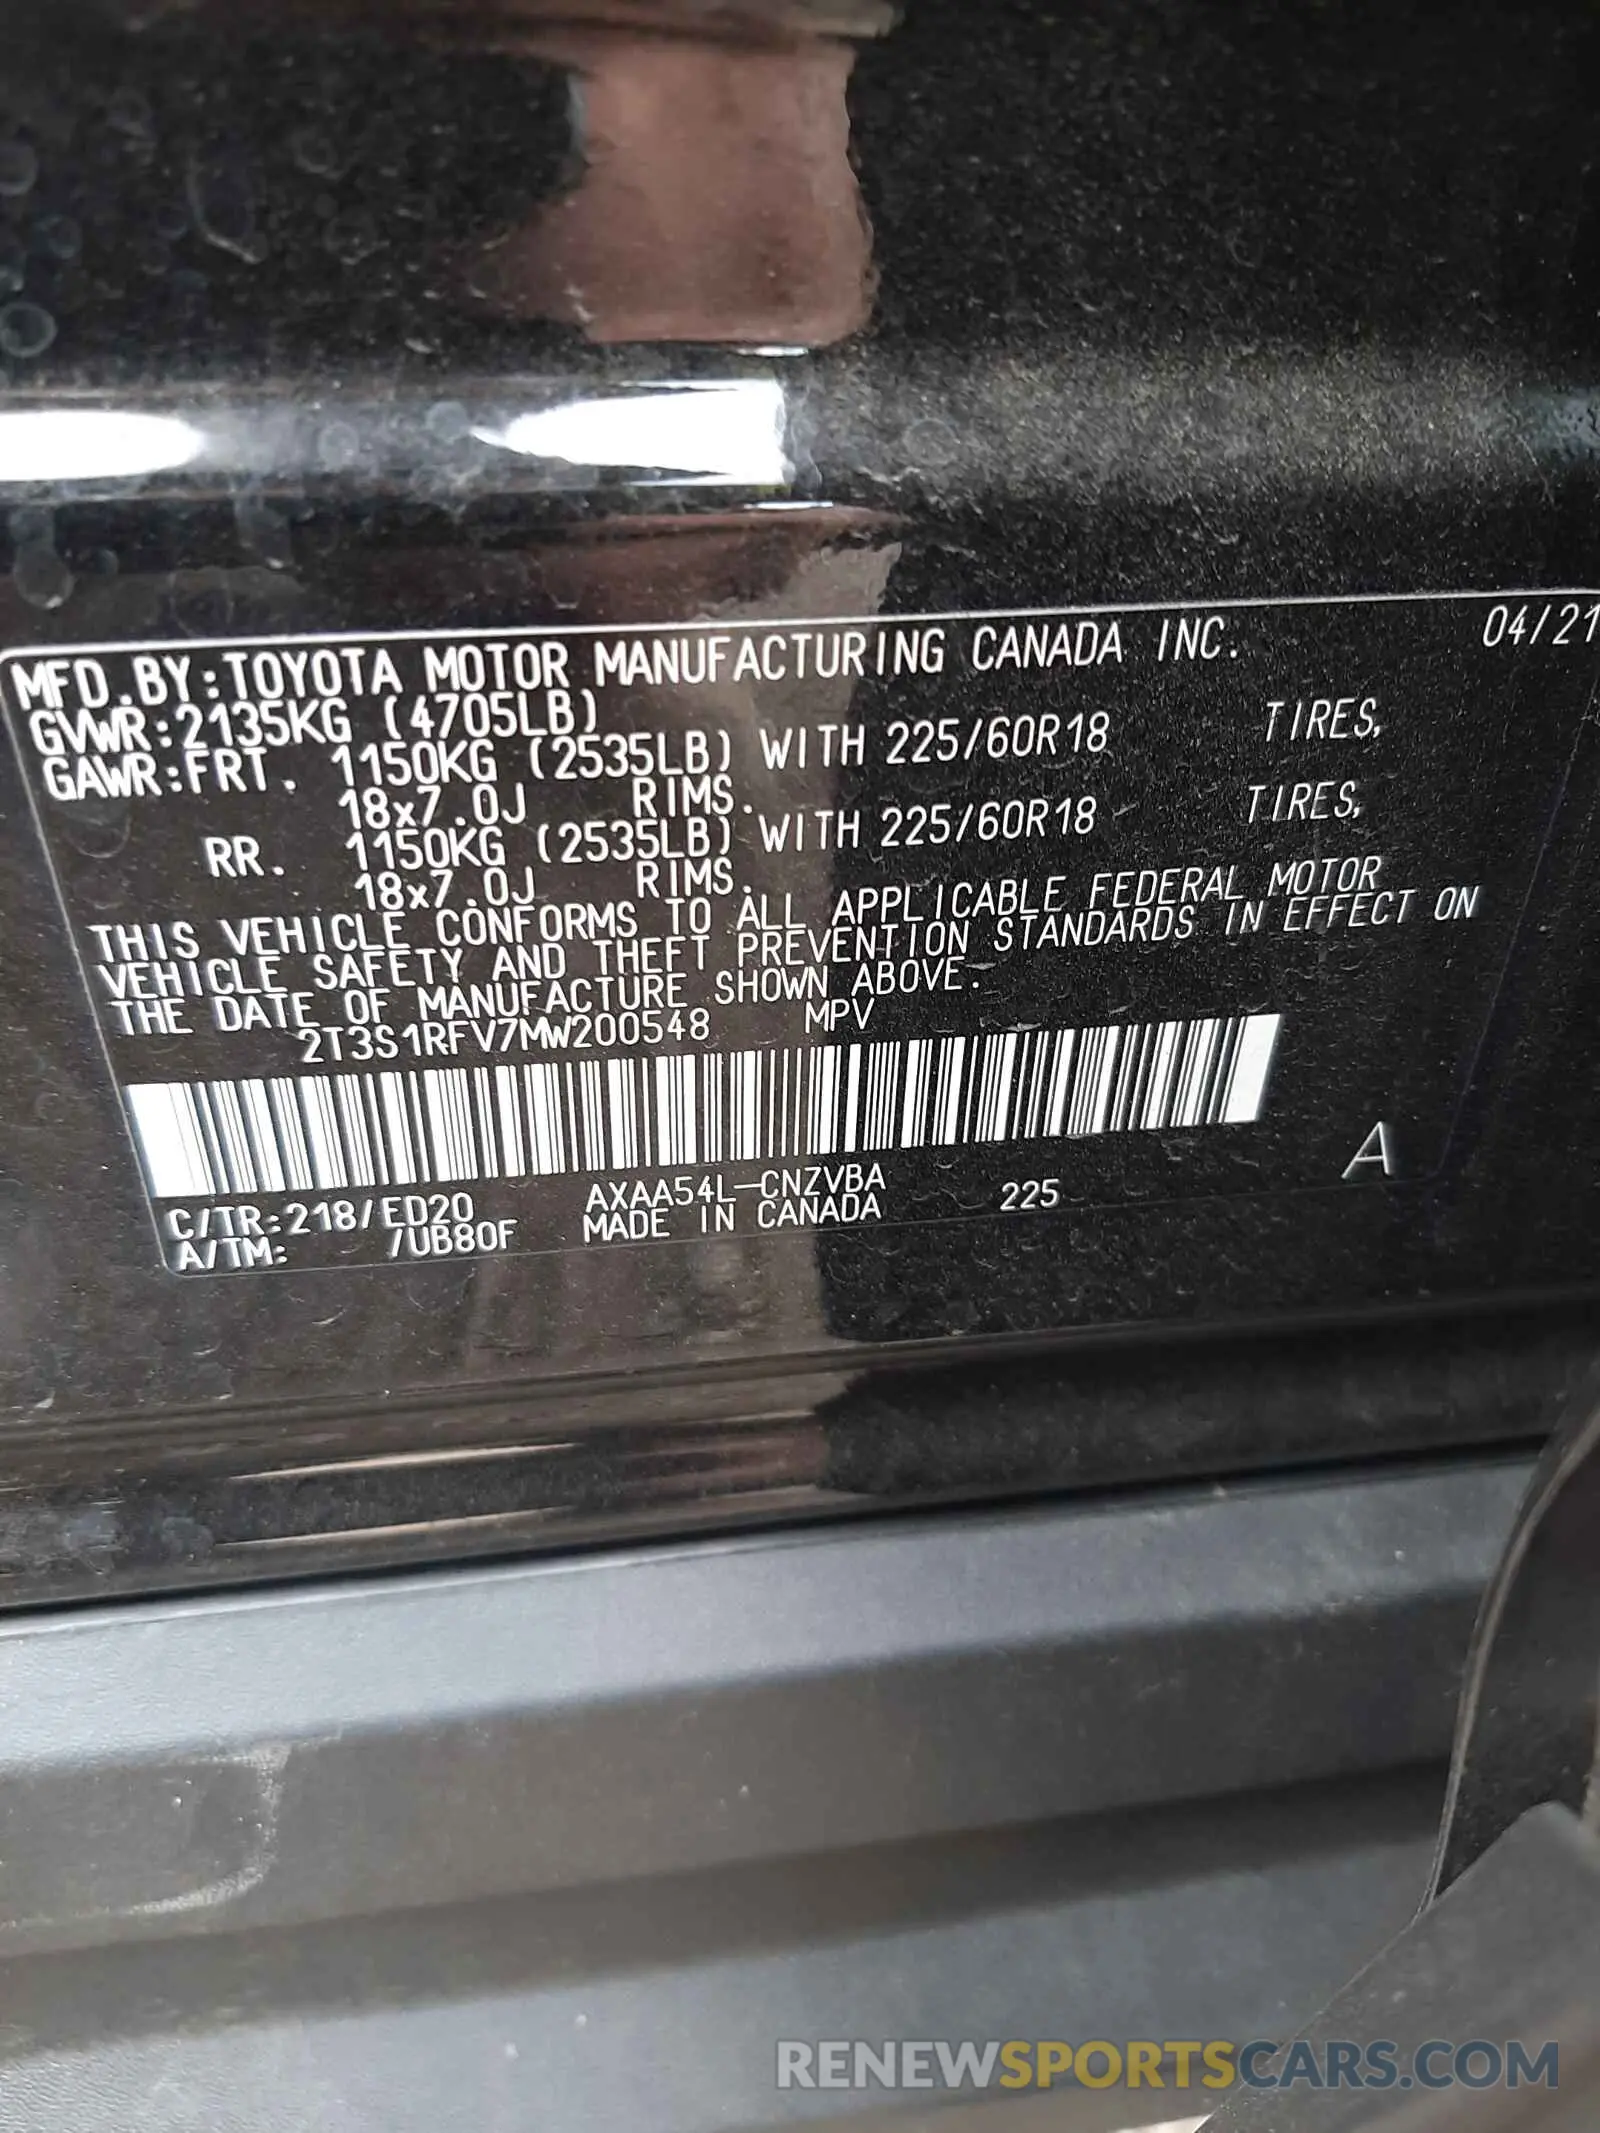 MFD.BY:TOYOTA MOTOR MANUFACTURING CANADA INC. 04/21
GVWR:2135KG (4705LB)
GAWR:FRT. 1150KG (2535LB) WITH 225/60R18 TIRES,
18x7.0J RIMS.
RR. 1150KG (2535LB) WITH 225/60R18 TIRES,
18x7.0J RIMS.
THIS VEHICLE CONFORMS TO ALL APPLICABLE FEDERAL MOTOR
VEHICLE SAFETY AND THEFT PREVENTION STANDARDS IN EFFECT ON
THE DATE OF MANUFACTURE SHOWN ABOVE.
2T3S1RFV7MW200548 MPV
A
C/TR:218/ED20 AXAA54L-CNZVBA 225
A/TM: /UB80F MADE IN CANADA
RENEWSPORTSCARS.COM